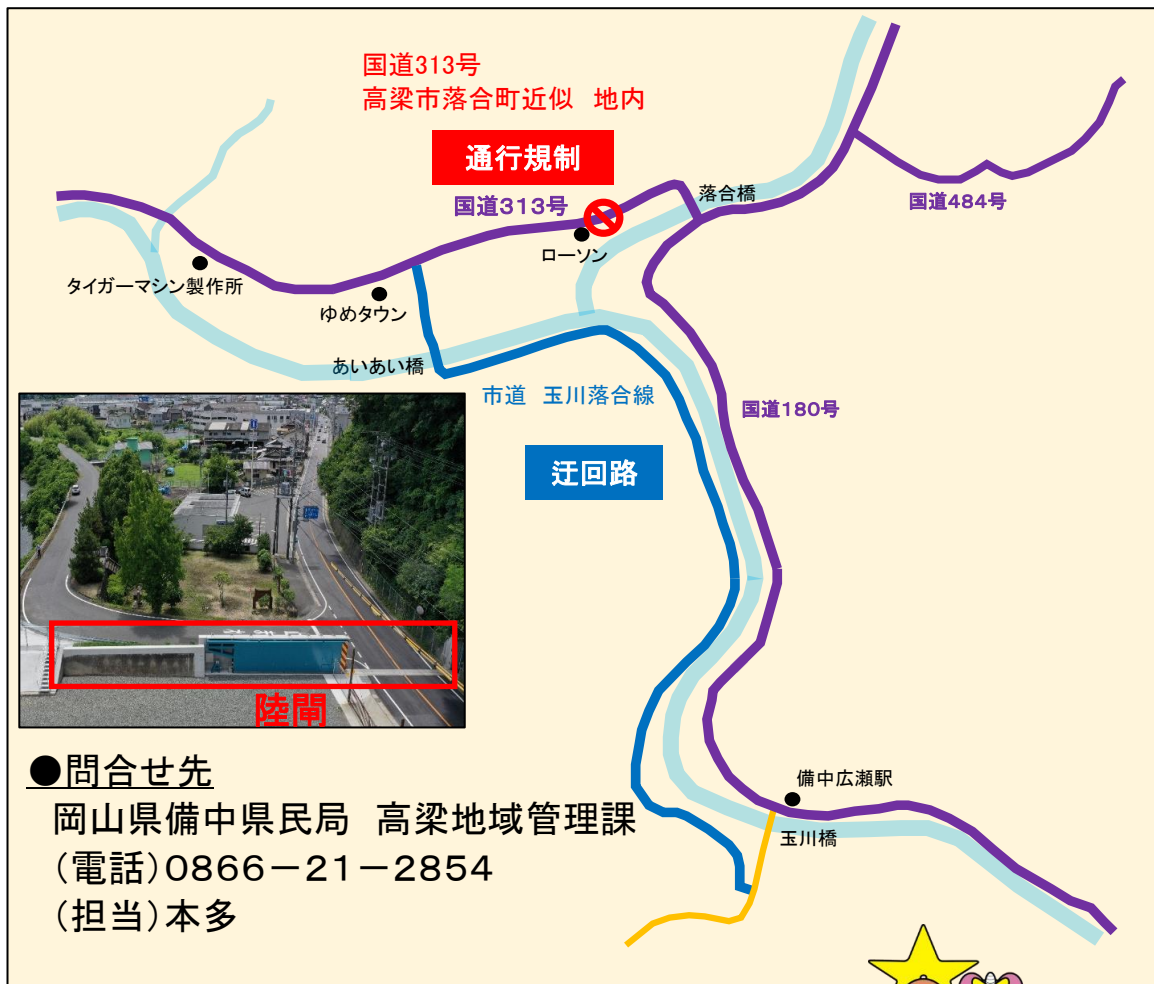 国道313号
高梁市落合町近似 地内
通行規制
国道313号
落合橋
国道484号
ローソン
タイガーマシン製作所
ゆめタウン
あいあい橋
市道 玉川落合線
国道180号
迂回路
陸閘
備中広瀬駅
玉川橋
●問合せ先
岡山県備中県民局 高梁地域管理課
(電話)0866-21-2854
(担当)本多